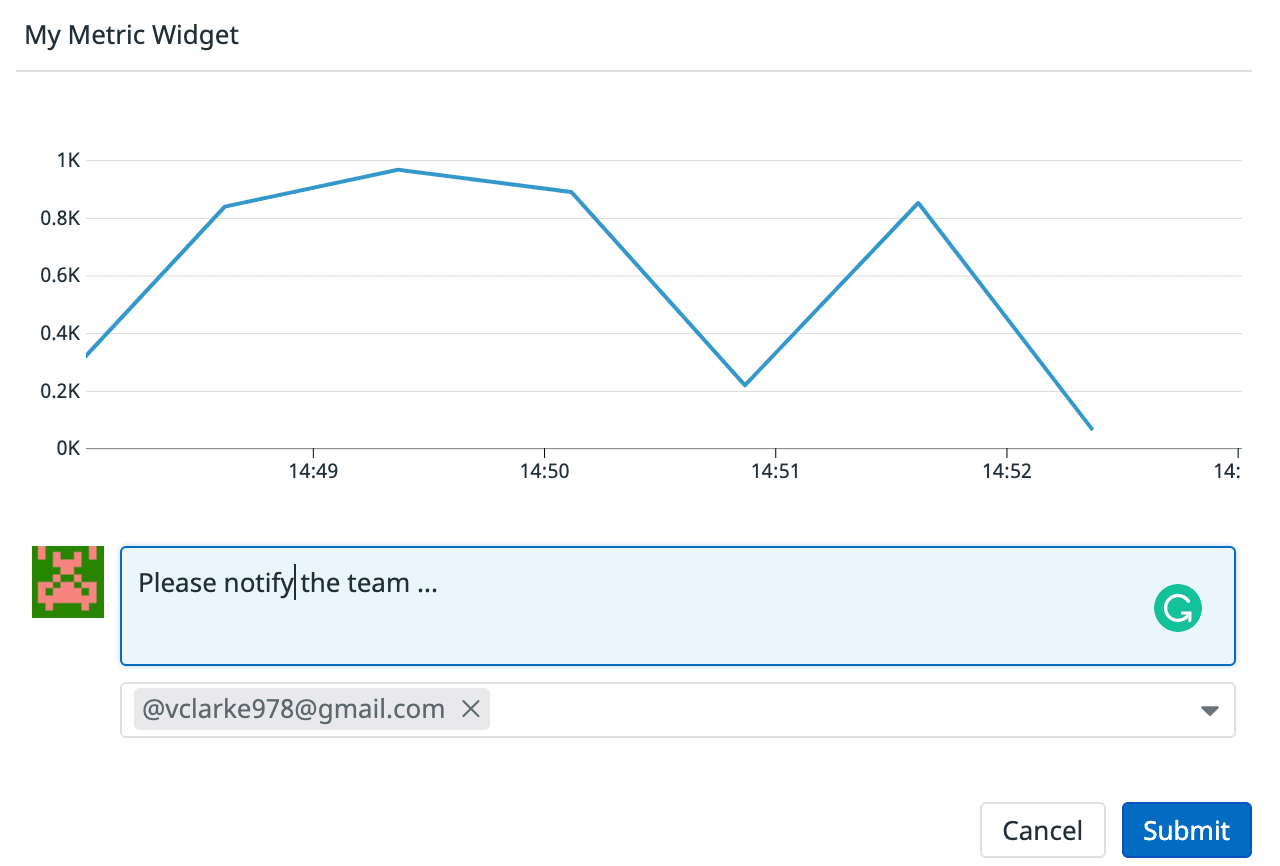 My Metric Widget
1K
0.8K
0.6K
0.4K
0.2K
0K
14:49 14:50 14:51 14:52 14:
Please notify the team ...
@vclarke978@gmail.com
Cancel Submit